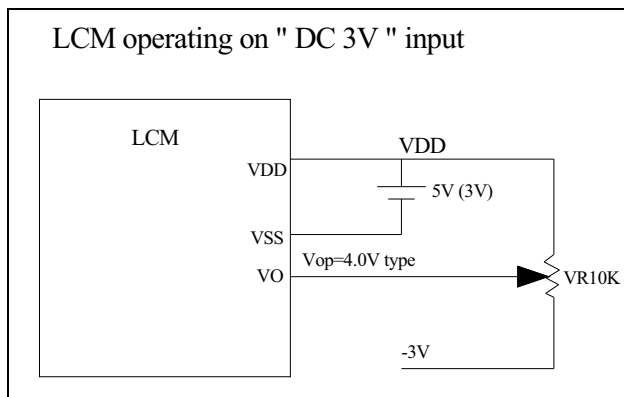 LCM operating on " DC 3V " input
LCM
VDD
VDD
5V (3V)
VSS
Vop=4.0V type
VO
VR10K
-3V